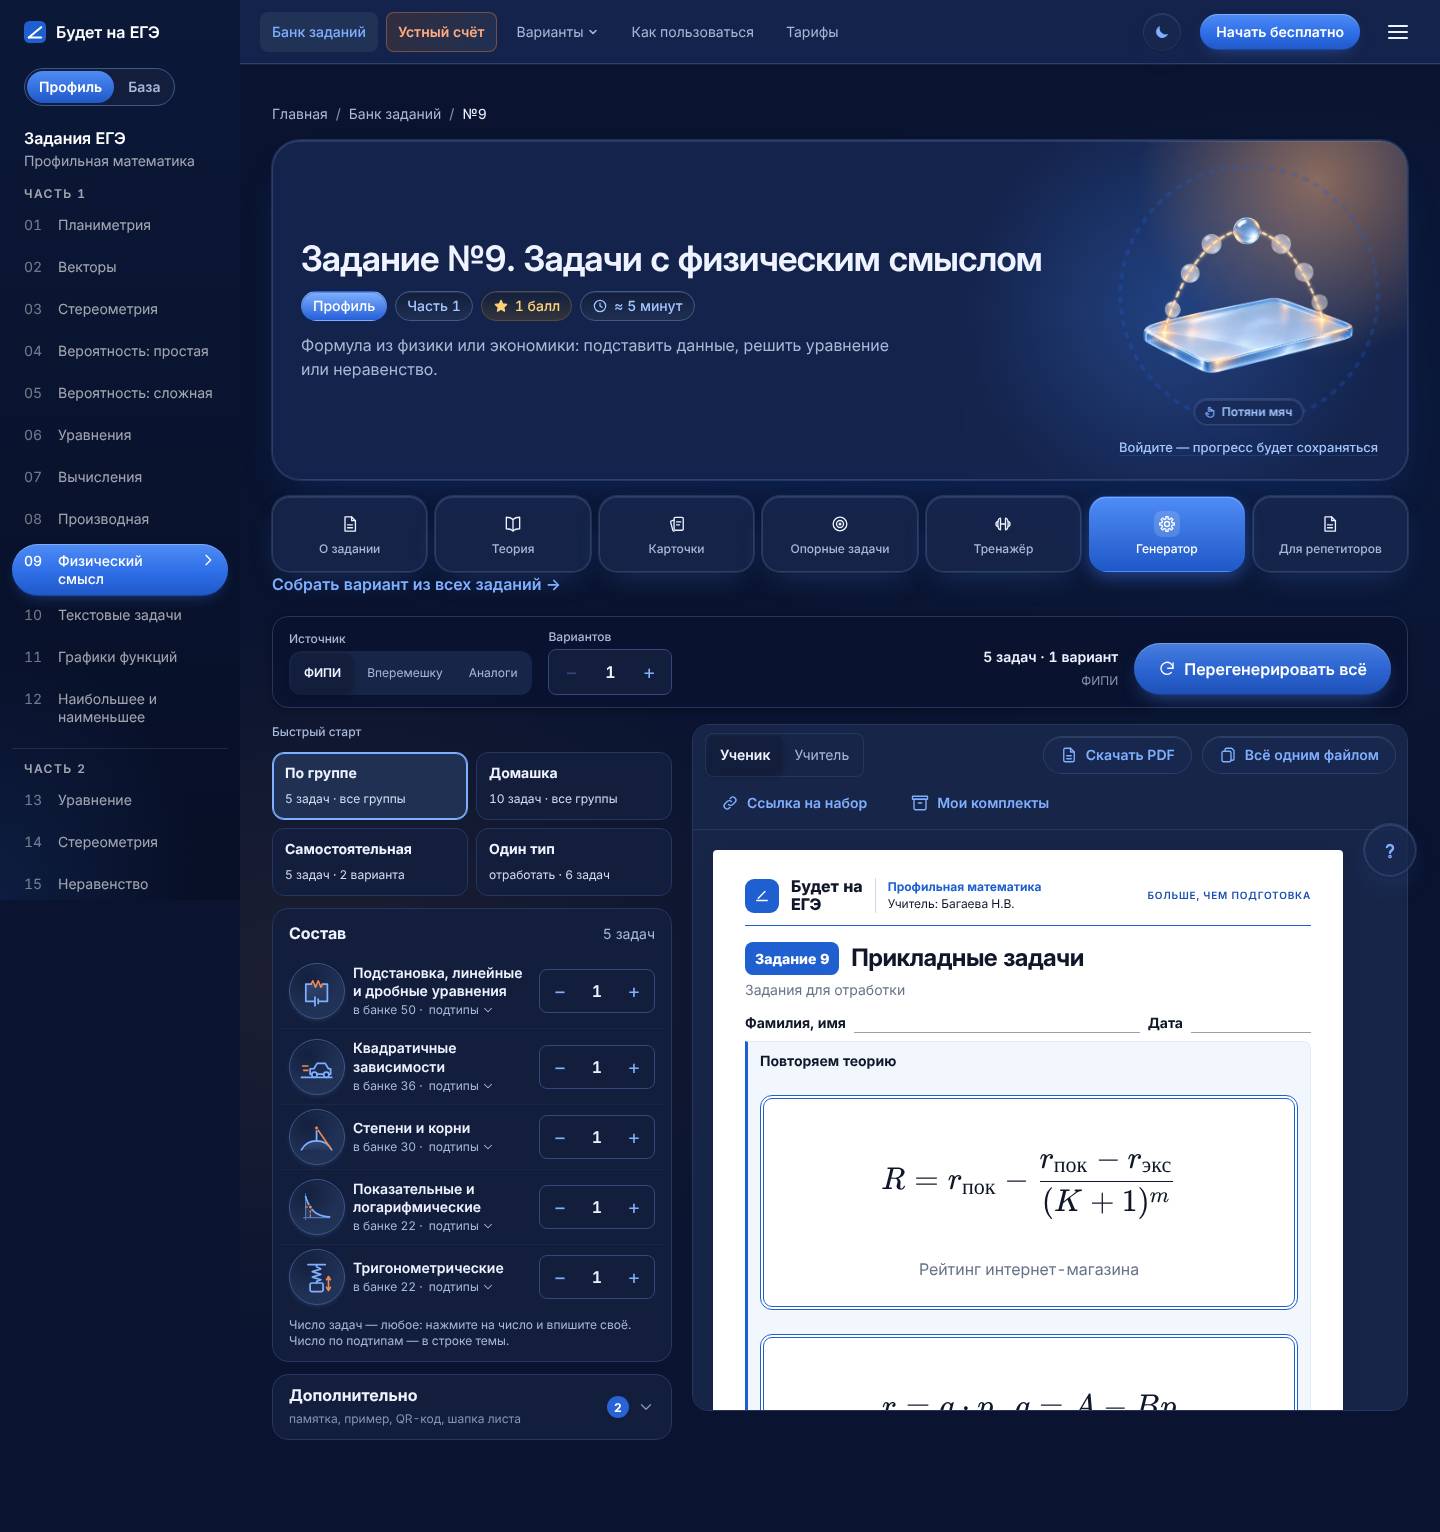 Будет на ЕГЭ
Банк заданий
Устный счёт
Варианты
Как пользоваться
Тарифы
Начать бесплатно
Профиль
База
Задания ЕГЭ
Профильная математика
ЧАСТЬ 1
01 Планиметрия
02 Векторы
03 Стереометрия
04 Вероятность: простая
05 Вероятность: сложная
06 Уравнения
07 Вычисления
08 Производная
09 Физический
смысл
10 Текстовые задачи
11 Графики функций
12 Наибольшее и
наименьшее
ЧАСТЬ 2
13 Уравнение
14 Стереометрия
15 Неравенство
Главная / Банк заданий / №9
Задание №9. Задачи с физическим смыслом
Профиль
Часть 1
1 балл
≈ 5 минут
Формула из физики или экономики: подставить данные, решить уравнение
или неравенство.
Потяни мяч
Войдите — прогресс будет сохраняться
О задании
Теория
Карточки
Опорные задачи
Тренажёр
Генератор
Для репетиторов
Собрать вариант из всех заданий →
Источник
ФИПИ
Вперемешку
Аналоги
Вариантов
− 1 +
5 задач · 1 вариант
ФИПИ
Перегенерировать всё
Быстрый старт
По группе
5 задач · все группы
Домашка
10 задач · все группы
Самостоятельная
5 задач · 2 варианта
Один тип
отработать · 6 задач
Состав
5 задач
Подстановка, линейные
и дробные уравнения
в банке 50 · подтипы
− 1 +
Квадратичные
зависимости
в банке 36 · подтипы
− 1 +
Степени и корни
в банке 30 · подтипы
− 1 +
Показательные и
логарифмические
в банке 22 · подтипы
− 1 +
Тригонометрические
в банке 22 · подтипы
− 1 +
Число задач — любое: нажмите на число и впишите своё.
Число по подтипам — в строке темы.
Дополнительно
памятка, пример, QR-код, шапка листа
2
Ученик
Учитель
Скачать PDF
Всё одним файлом
Ссылка на набор
Мои комплекты
?
Будет на
ЕГЭ
Профильная математика
Учитель: Багаева Н.В.
БОЛЬШЕ, ЧЕМ ПОДГОТОВКА
Задание 9
Прикладные задачи
Задания для отработки
Фамилия, имя
Дата
Повторяем теорию
R = r_пок − (r_пок − r_экс) / (K + 1)^m
Рейтинг интернет-магазина